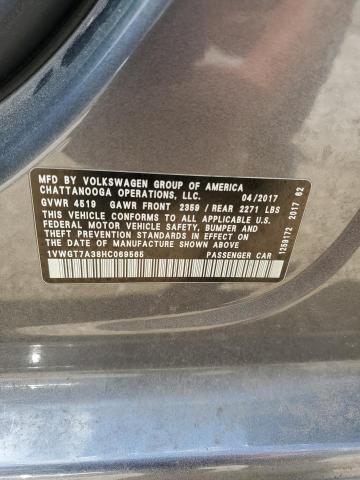 MFD BY VOLKSWAGEN GROUP OF AMERICA
CHATTANOOGA OPERATIONS, LLC. 04/2017
GVWR 4519 GAWR FRONT 2359 / REAR 2271 LBS
THIS VEHICLE CONFORMS TO ALL APPLICABLE U.S.
FEDERAL MOTOR VEHICLE SAFETY, BUMPER AND
THEFT PREVENTION STANDARDS IN EFFECT ON THE
DATE OF MANUFACTURE SHOWN ABOVE.
1VWGT7A38HC069565 PASSENGER CAR
1259172 2017 62